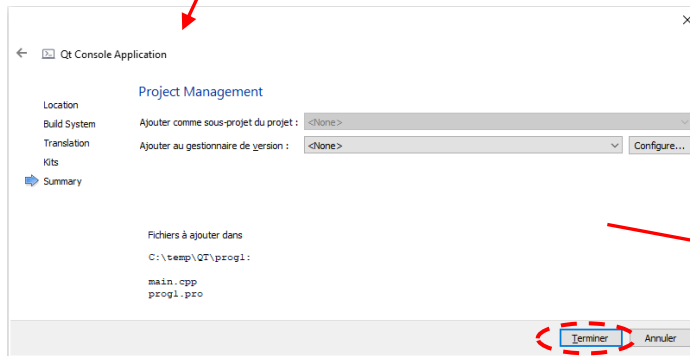 Qt Console Application
Project Management
Location
Build System
Translation
Kits
Summary
Ajouter comme sous-projet du projet : <None>
Ajouter au gestionnaire de version : <None> Configure...
Fichiers à ajouter dans
C:\temp\QT\prog1:
main.cpp
prog1.pro
Terminer Annuler